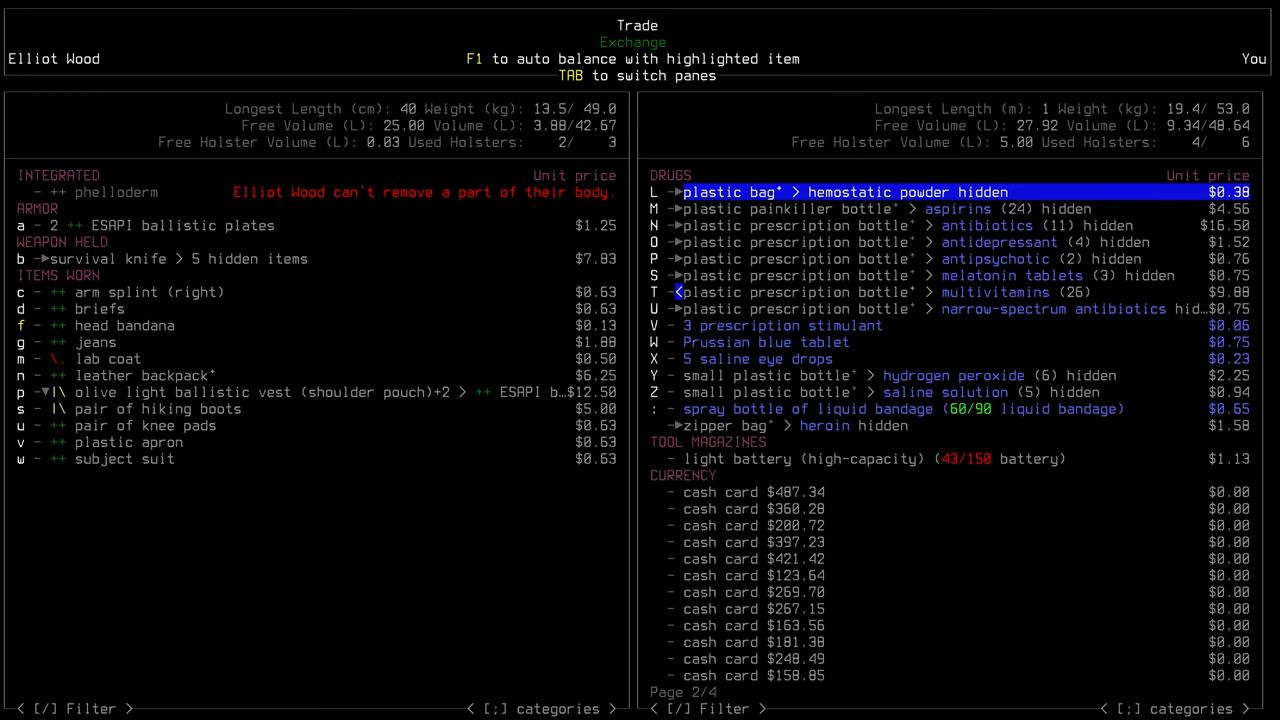 Trade
Exchange
Elliot Wood F1 to auto balance with highlighted item You
TAB to switch panes
Longest Length (cm): 40 Weight (kg): 13.5/ 49.0
Free Volume (L): 25.00 Volume (L): 3.88/42.67
Free Holster Volume (L): 0.03 Used Holsters: 2/ 3
INTEGRATED Unit price
- ++ phelloderm Elliot Wood can't remove a part of their body.
ARMOR
a - 2 ++ ESAPI ballistic plates $1.25
WEAPON HELD
b -►survival knife > 5 hidden items $7.83
ITEMS WORN
c - ++ arm splint (right) $0.63
d - ++ briefs $0.63
f - ++ head bandana $0.13
g - ++ jeans $1.88
m - \. lab coat $0.50
n - ++ leather backpack⁺ $6.25
p -▼|\ olive light ballistic vest (shoulder pouch)+2 > ++ ESAPI b…$12.50
s - |\ pair of hiking boots $5.00
u - ++ pair of knee pads $0.63
v - ++ plastic apron $0.63
w - ++ subject suit $0.63
< [/] Filter > < [;] categories >
Longest Length (m): 1 Weight (kg): 19.4/ 53.0
Free Volume (L): 27.92 Volume (L): 9.34/48.64
Free Holster Volume (L): 5.00 Used Holsters: 4/ 6
DRUGS Unit price
L -►plastic bag⁺ > hemostatic powder hidden $0.38
M -►plastic painkiller bottle⁺ > aspirins (24) hidden $4.56
N -►plastic prescription bottle⁺ > antibiotics (11) hidden $16.50
O -►plastic prescription bottle⁺ > antidepressant (4) hidden $1.52
P -►plastic prescription bottle⁺ > antipsychotic (2) hidden $0.76
S -►plastic prescription bottle⁺ > melatonin tablets (3) hidden $0.75
T -<plastic prescription bottle⁺ > multivitamins (26) $9.88
U -►plastic prescription bottle⁺ > narrow-spectrum antibiotics hid…$0.75
V - 3 prescription stimulant $0.06
W - Prussian blue tablet $0.75
X - 5 saline eye drops $0.23
Y - small plastic bottle⁺ > hydrogen peroxide (6) hidden $2.25
Z - small plastic bottle⁺ > saline solution (5) hidden $0.94
: - spray bottle of liquid bandage (60/90 liquid bandage) $0.65
-►zipper bag⁺ > heroin hidden $1.58
TOOL MAGAZINES
- light battery (high-capacity) (43/150 battery) $1.13
CURRENCY
- cash card $487.34 $0.00
- cash card $360.28 $0.00
- cash card $200.72 $0.00
- cash card $397.23 $0.00
- cash card $421.42 $0.00
- cash card $123.64 $0.00
- cash card $269.70 $0.00
- cash card $267.15 $0.00
- cash card $163.56 $0.00
- cash card $181.38 $0.00
- cash card $248.49 $0.00
- cash card $158.85 $0.00
Page 2/4
< [/] Filter > < [;] categories >